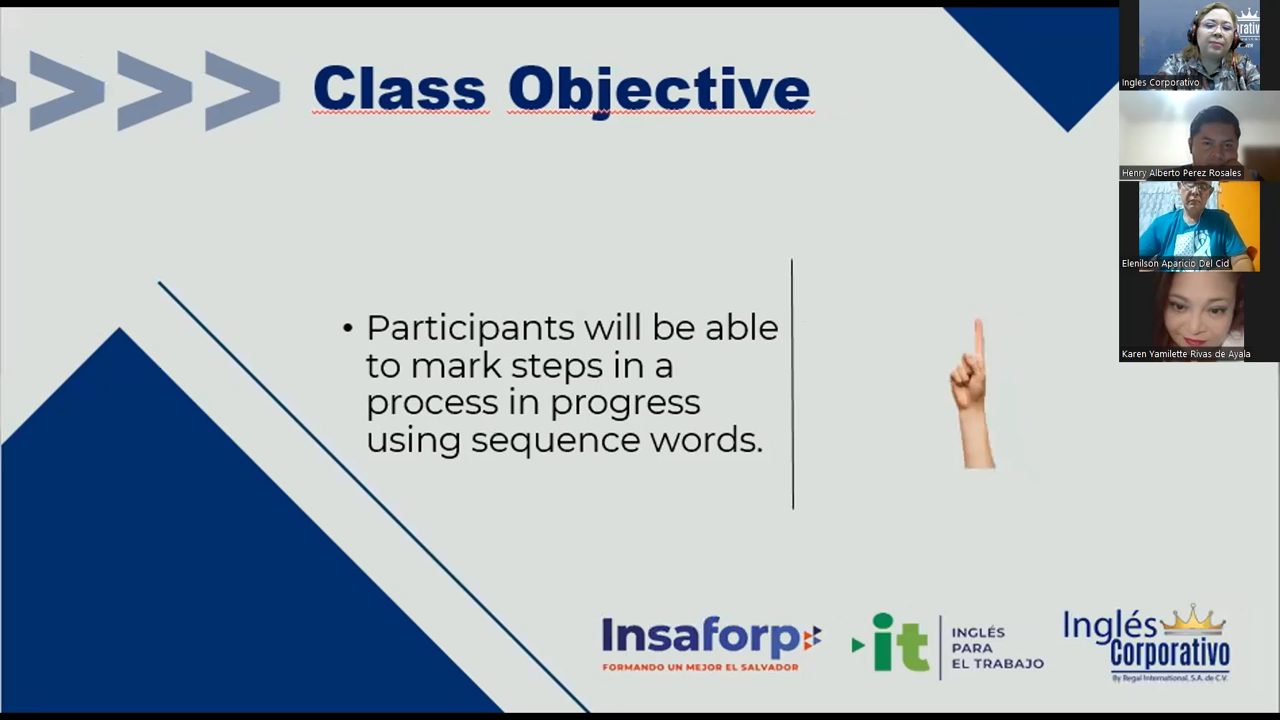 Class Objective
• Participants will be able
to mark steps in a
process in progress
using sequence words.
Insaforp
FORMANDO UN MEJOR EL SALVADOR
it
INGLÉS
PARA
EL TRABAJO
Inglés
Corporativo
By Regal International, S.A. de C.V.
Ingles Corporativo
Henry Alberto Perez Rosales
Elenilson Aparicio Del Cid
Karen Yamilette Rivas de Ayala